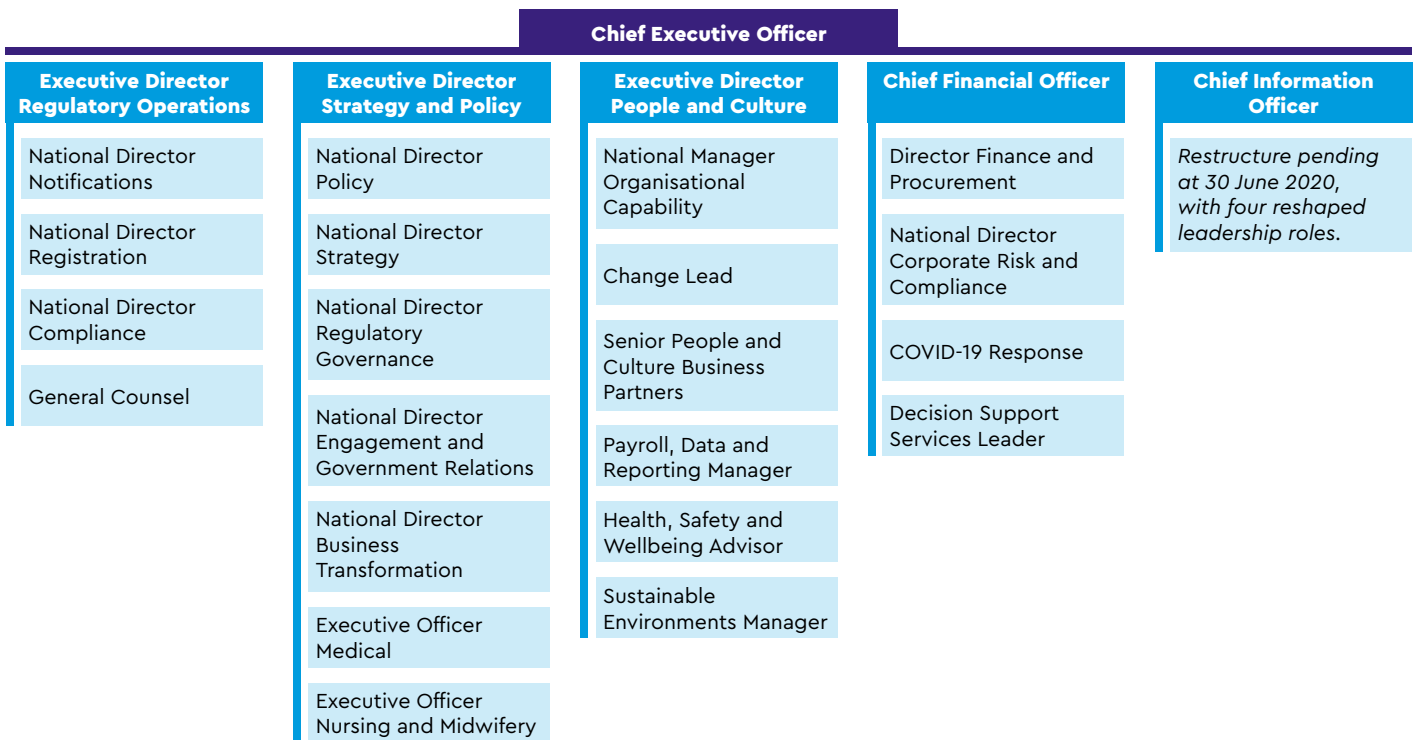 Chief Executive Officer
Executive Director
Regulatory Operations
National Director
Notifications
National Director
Registration
National Director
Compliance
General Counsel
Executive Director
Strategy and Policy
National Director
Policy
National Director
Strategy
National Director
Regulatory
Governance
National Director
Engagement and
Government Relations
National Director
Business
Transformation
Executive Officer
Medical
Executive Officer
Nursing and Midwifery
Executive Director
People and Culture
National Manager
Organisational
Capability
Change Lead
Senior People and
Culture Business
Partners
Payroll, Data and
Reporting Manager
Health, Safety and
Wellbeing Advisor
Sustainable
Environments Manager
Chief Financial Officer
Director Finance and
Procurement
National Director
Corporate Risk and
Compliance
COVID-19 Response
Decision Support
Services Leader
Chief Information
Officer
Restructure pending
at 30 June 2020,
with four reshaped
leadership roles.